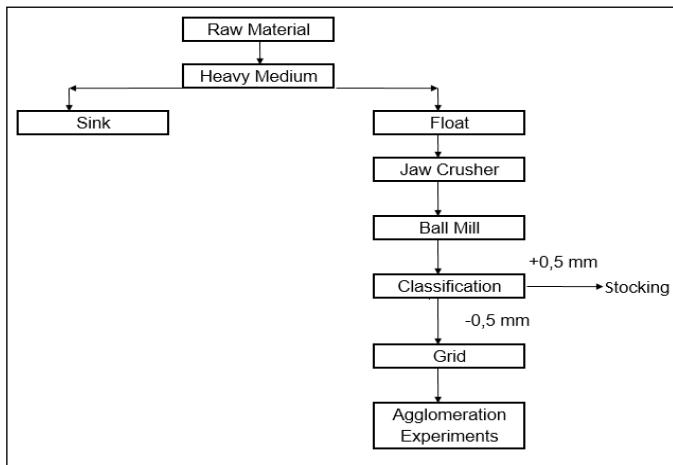 Raw Material
Heavy Medium
Sink
Float
Jaw Crusher
Ball Mill
+0,5 mm
Classification
Stocking
-0,5 mm
Grid
Agglomeration
Experiments